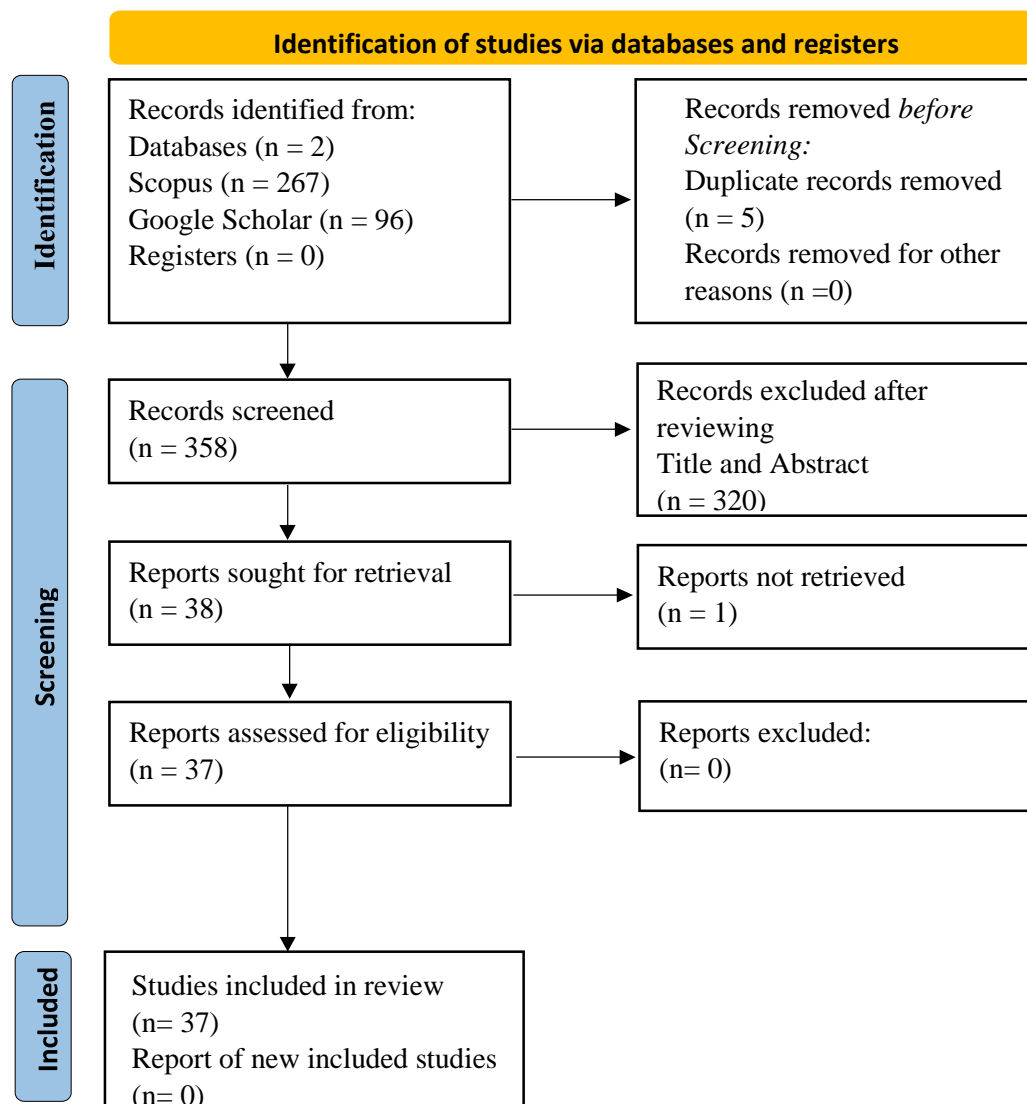 Identification of studies via databases and registers
Identification
Records identified from:
Databases (n = 2)
Scopus (n = 267)
Google Scholar (n = 96)
Registers (n = 0)
Records removed before
Screening:
Duplicate records removed
(n = 5)
Records removed for other
reasons (n =0)
Screening
Records screened
(n = 358)
Records excluded after
reviewing
Title and Abstract
(n = 320)
Reports sought for retrieval
(n = 38)
Reports not retrieved
(n = 1)
Reports assessed for eligibility
(n = 37)
Reports excluded:
(n= 0)
Included
Studies included in review
(n= 37)
Report of new included studies
(n= 0)